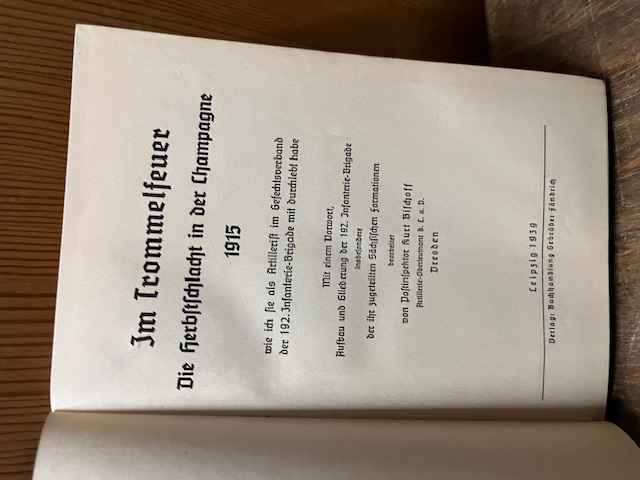 Im Trommelfeuer
Die Herbstschlacht in der Champagne
1915
wie ich sie als Artillerist im Gefechtsverband
der 192. Infanterie-Brigade mit durchlebt habe
Mit einem Vorwort,
Aufbau und Gliederung der 192. Infanterie-Brigade
insbesondere
der ihr zugeteilten Sächsischen Formationen
bearbeitet
von Postinspektor Kurt Bischoff
Artillerie-Oberleutnant d. L. a. D.
Dresden
Leipzig 1939
Verlag: Buchhandlung Gebrüder Fändrich